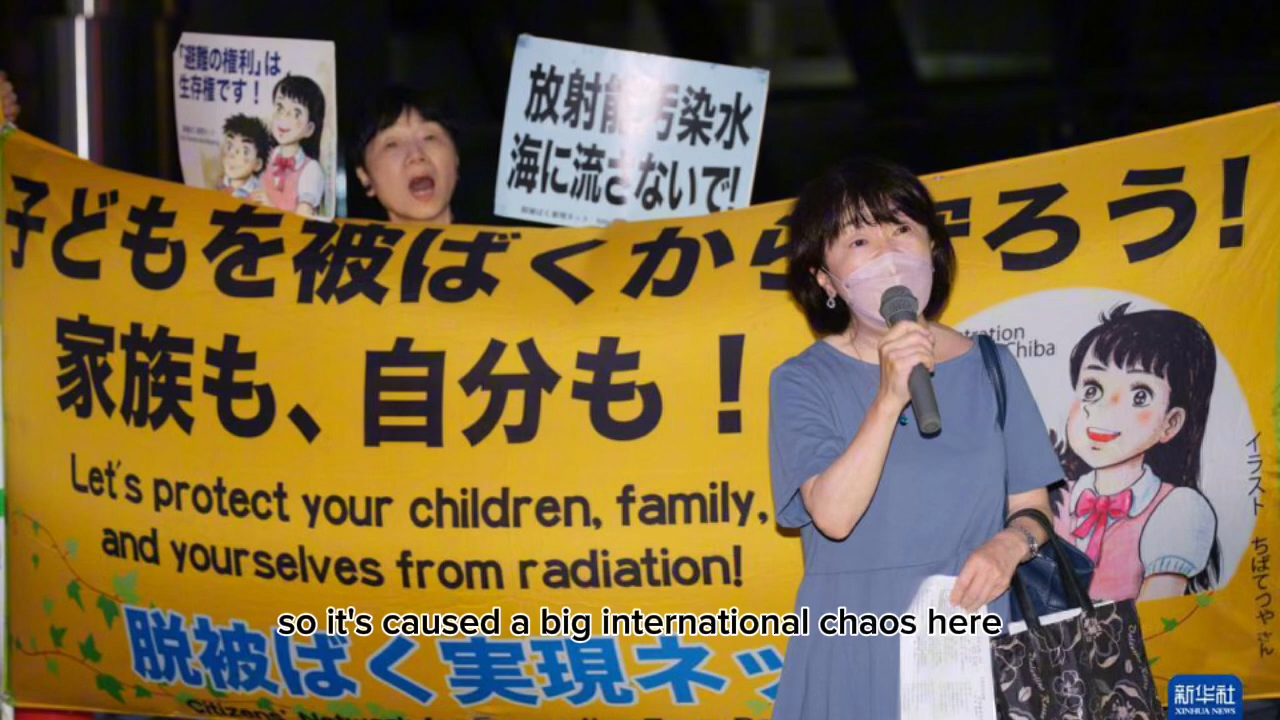 「避難の権利」は
生存権です！
放射能汚染水
海に流さないで!
子どもを被ばくから守ろう!
家族も、自分も！
Let's protect your children, family,
and yourselves from radiation!
tration
Chiba
イラスト ちばてつやさん
so it's caused a big international chaos here
脱被ばく実現ネッ
Citizens'
新华社
XINHUA NEWS